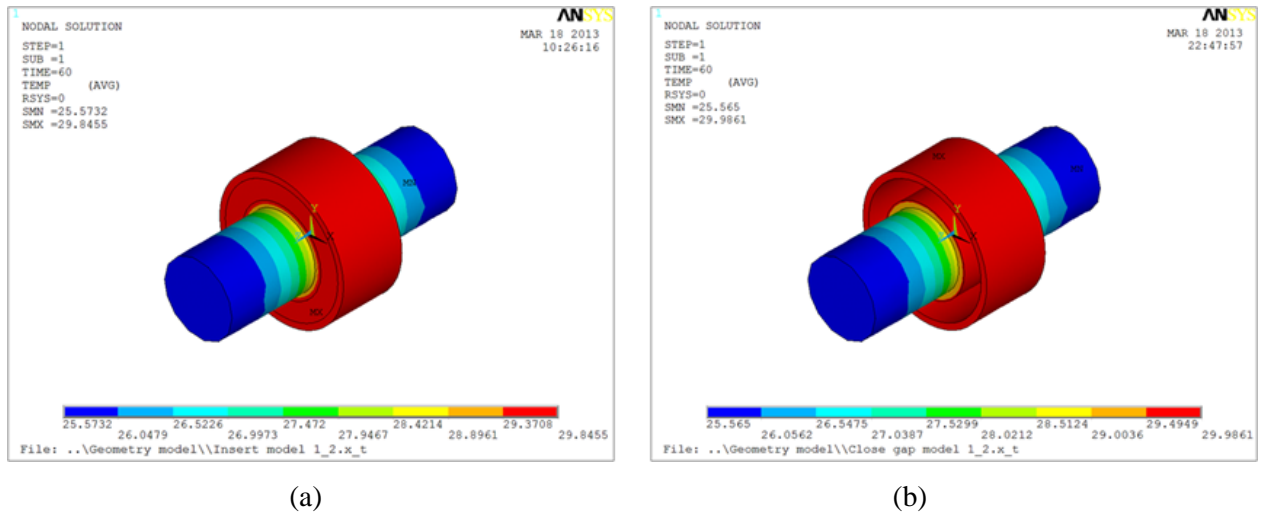 1
NODAL SOLUTION
STEP=1
SUB =1
TIME=60
TEMP (AVG)
RSYS=0
SMN =25.5732
SMX =29.8455
ANSYS
MAR 18 2013
10:26:16
MN
Y
X
MX
25.5732 26.5226 27.472 28.4214 29.3708
26.0479 26.9973 27.9467 28.8961 29.8455
File: ..\Geometry model\\Insert model 1_2.x_t
(a)
1
NODAL SOLUTION
STEP=1
SUB =1
TIME=60
TEMP (AVG)
RSYS=0
SMN =25.565
SMX =29.9861
ANSYS
MAR 18 2013
22:47:57
MX
MN
Y
X
25.565 26.5475 27.5299 28.5124 29.4949
26.0562 27.0387 28.0212 29.0036 29.9861
File: ..\Geometry model\\Close gap model 1_2.x_t
(b)